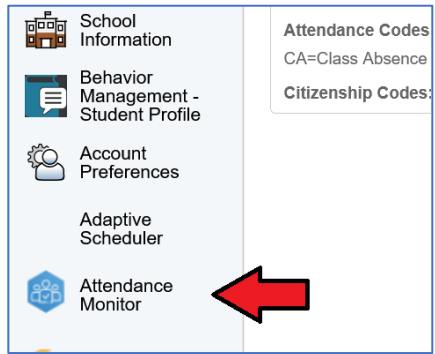 School
Information
Behavior
Management -
Student Profile
Account
Preferences
Adaptive
Scheduler
Attendance
Monitor
Attendance Codes
CA=Class Absence
Citizenship Codes: